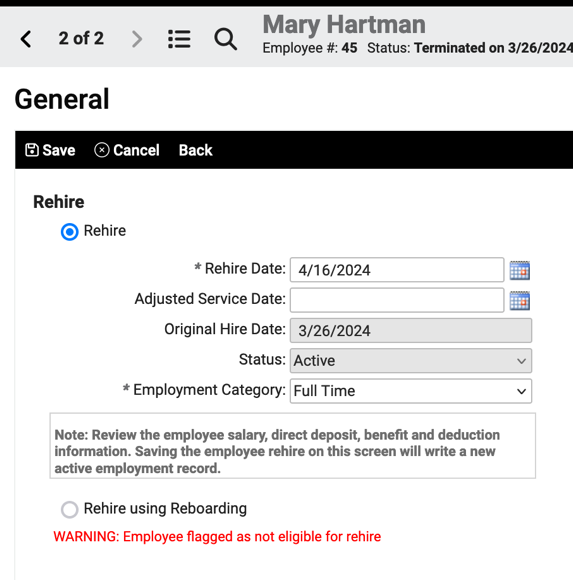 Mary Hartman
2 of 2
Employee #: 45 Status: Terminated on 3/26/2024
General
Save Cancel Back
Rehire
Rehire
* Rehire Date: 4/16/2024
Adjusted Service Date:
Original Hire Date: 3/26/2024
Status: Active
* Employment Category: Full Time
Note: Review the employee salary, direct deposit, benefit and deduction
information. Saving the employee rehire on this screen will write a new
active employment record.
Rehire using Reboarding
WARNING: Employee flagged as not eligible for rehire